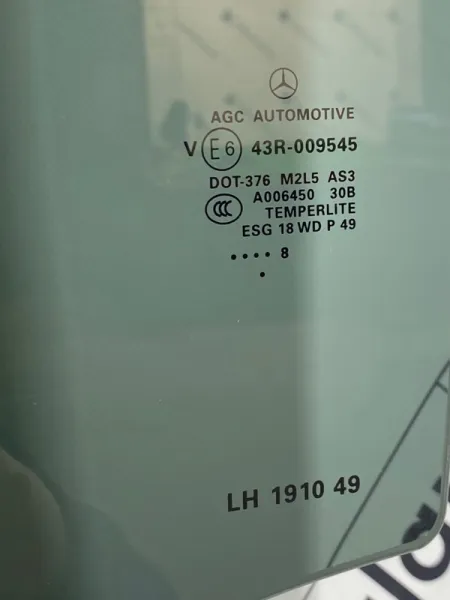 AGC AUTOMOTIVE
V E6 43R-009545
DOT-376 M2L5 AS3
CCC A006450 30B
TEMPERLITE
ESG 18 WD P 49
.... 8
.
LH 1910 49